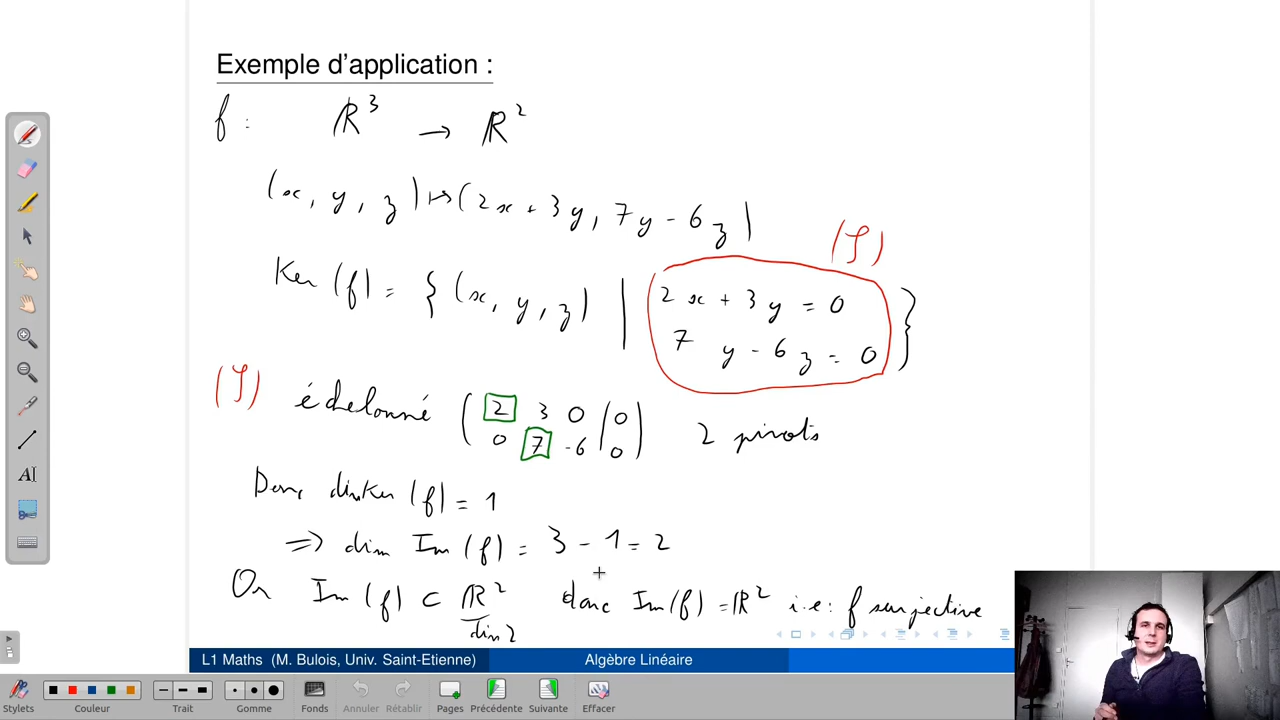 Exemple d'application :
f : ℝ³ → ℝ²
(x, y, z) ↦ (2x + 3y, 7y - 6z)
(S)
Ker (f) = { (x, y, z) | 2x + 3y = 0
7y - 6z = 0 }
(S) échelonné ( 2 3 0 | 0
0 7 -6 | 0 ) 2 pivots
Donc dim Ker (f) = 1
=> dim Im (f) = 3 - 1 = 2
Or Im (f) ⊂ ℝ² donc Im (f) = ℝ² i.e : f surjective
dim 2
L1 Maths (M. Bulois, Univ. Saint-Etienne) Algèbre Linéaire
Stylets Couleur Trait Gomme Fonds Annuler Rétablir Pages Précédente Suivante Effacer